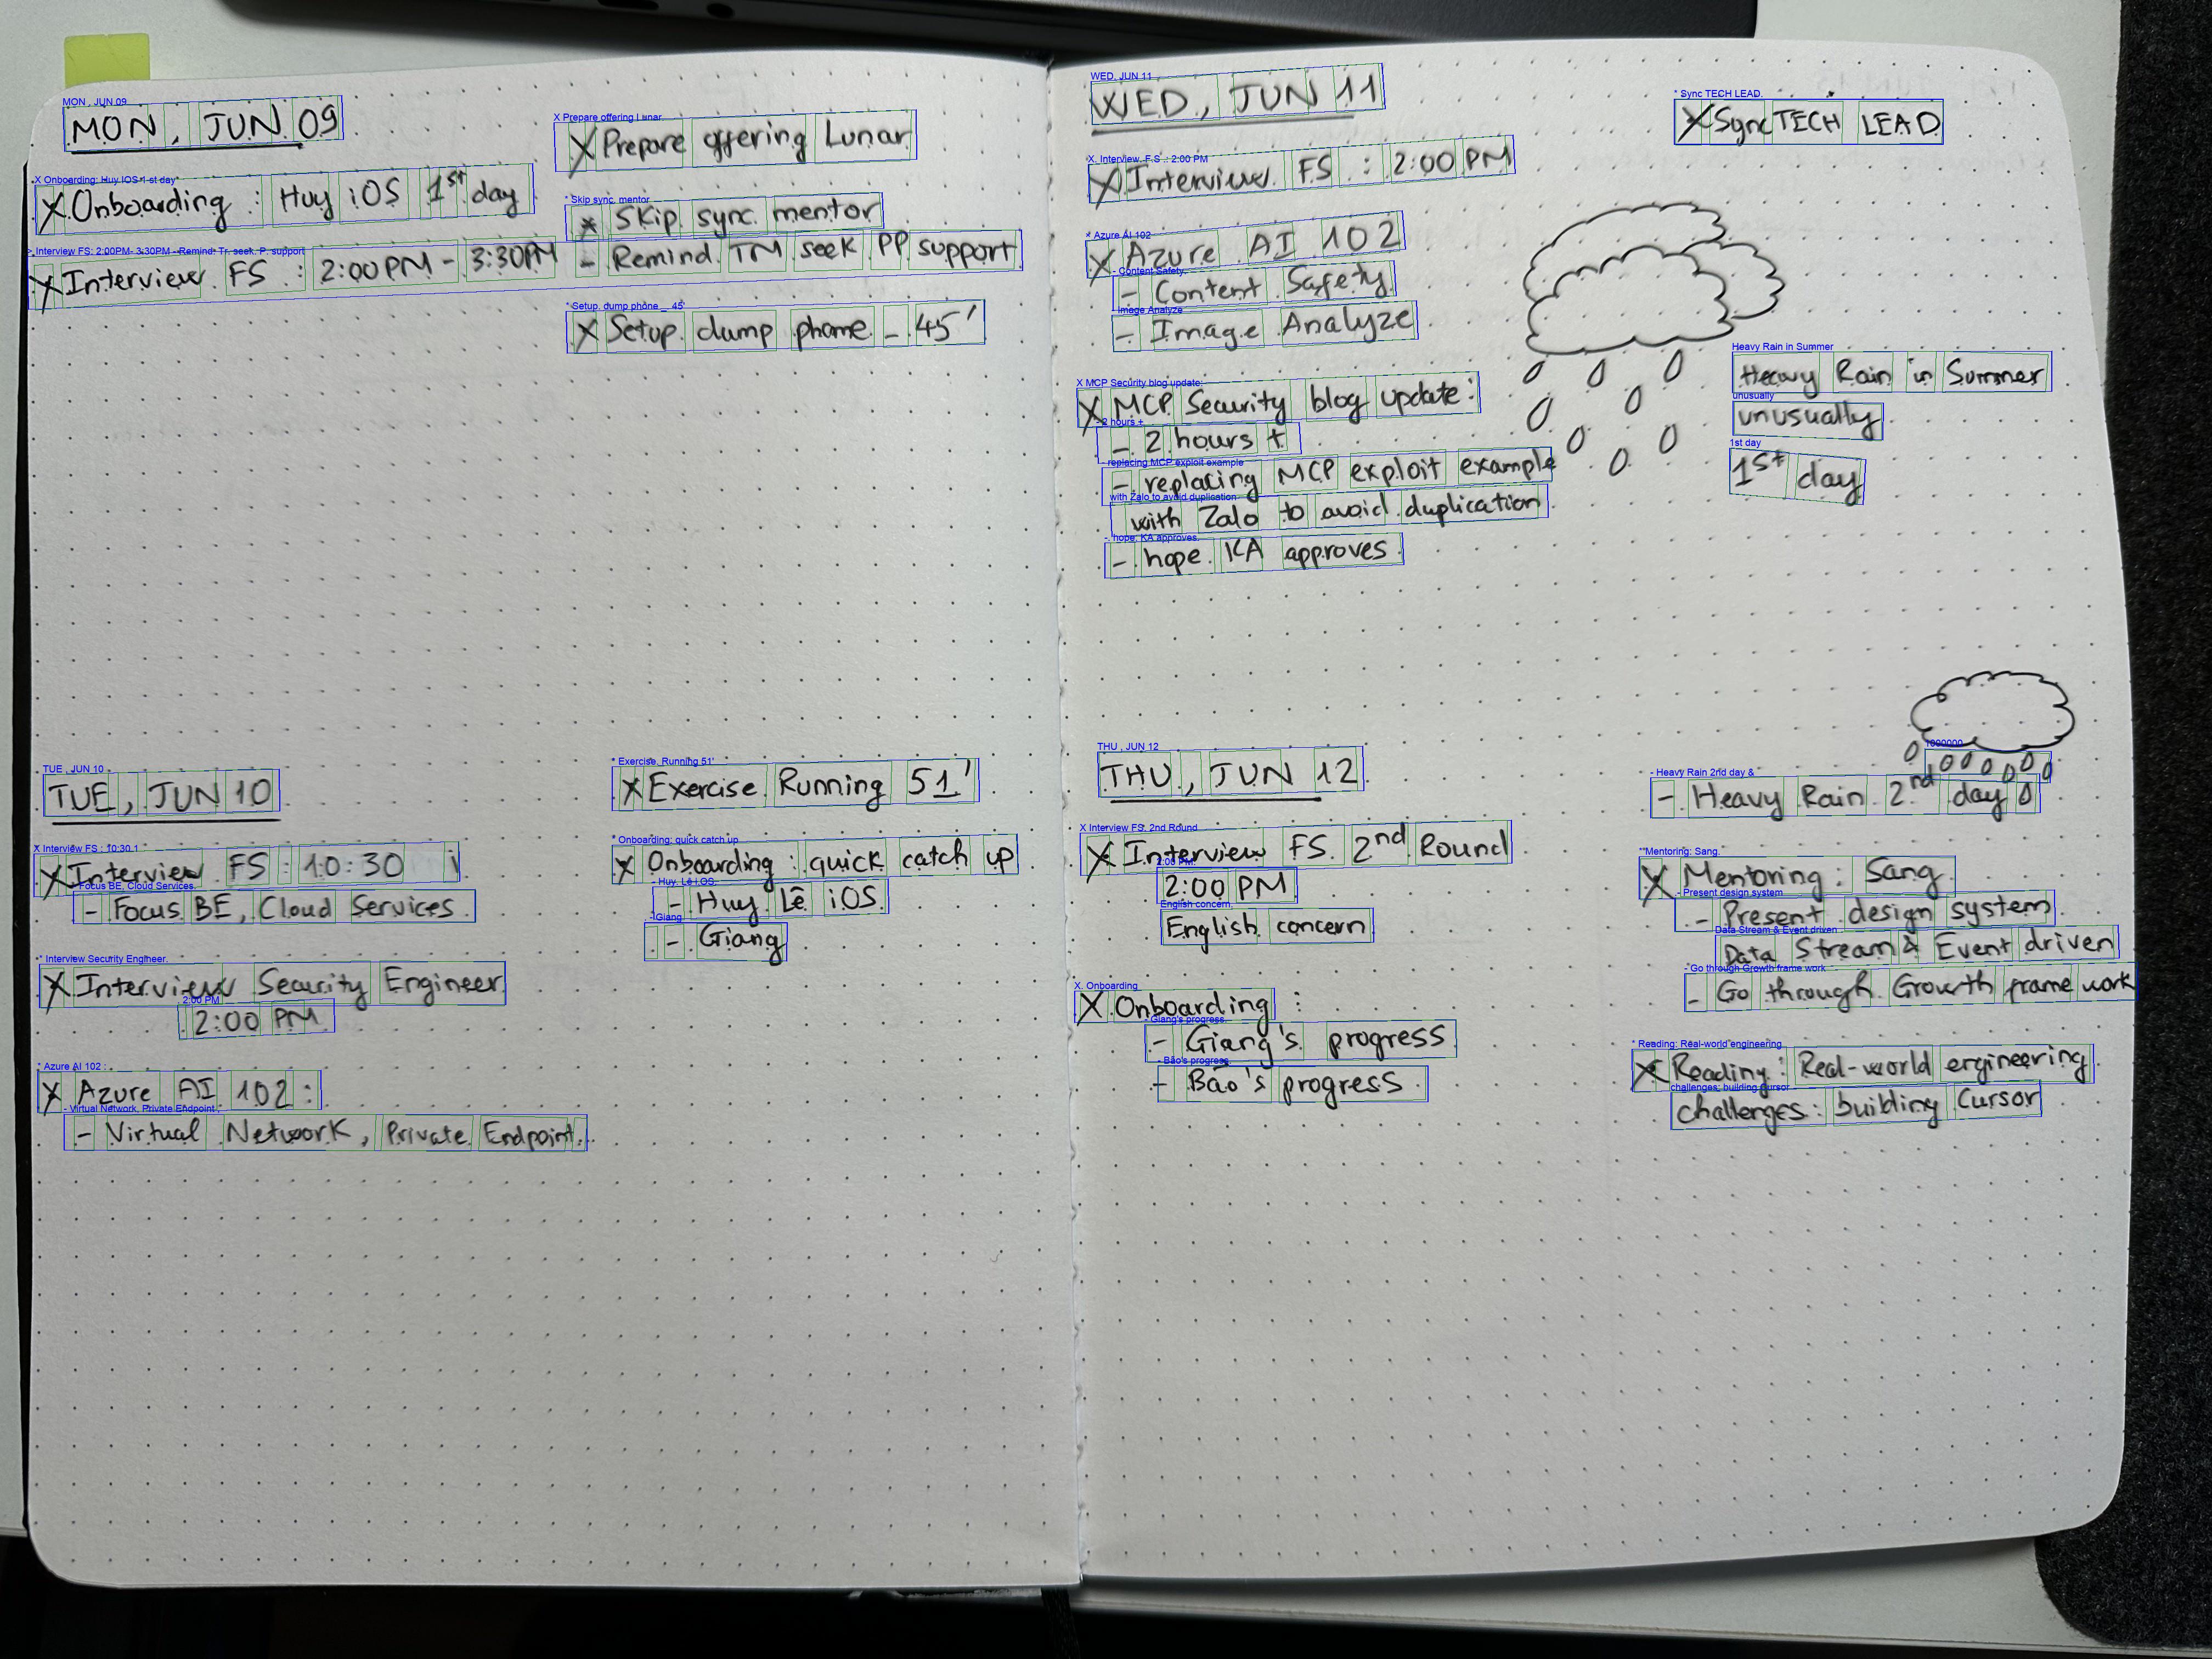 MON, JUN 09
X Onboarding : Huy iOS 1st day
X Interview FS : 2:00PM - 3:30PM
X Prepare offering Lunar
* Skip sync mentor
- Remind TM seek PP support
X Setup dump phone _ 45'
TUE, JUN 10
X Interview FS : 10:30
- Focus BE, Cloud Services
X Interview Security Engineer
2:00 PM
X Azure AI 102 :
- Virtual Network, Private Endpoint
X Exercise Running 51'
X Onboarding : quick catch up
- Huy Lê iOS
- Giang
WED, JUN 11
X Interview FS : 2:00 PM
X Azure AI 102
- Content Safety
- Image Analyze
X MCP Security blog update :
- 2 hours +
- replacing MCP exploit example
with Zalo to avoid duplication
- hope KA approves
X Sync TECH LEAD
Heavy Rain in Summer
unusually
1st day
THU, JUN 12
X Interview FS 2nd Round
2:00 PM
English concern
X Onboarding :
- Giang's progress
- Bảo's progress
- Heavy Rain 2nd day
X Mentoring : Sang
- Present design system
Data Stream & Event driven
- Go through Growth frame work
X Reading : Real-world engineering
challenges : building Cursor